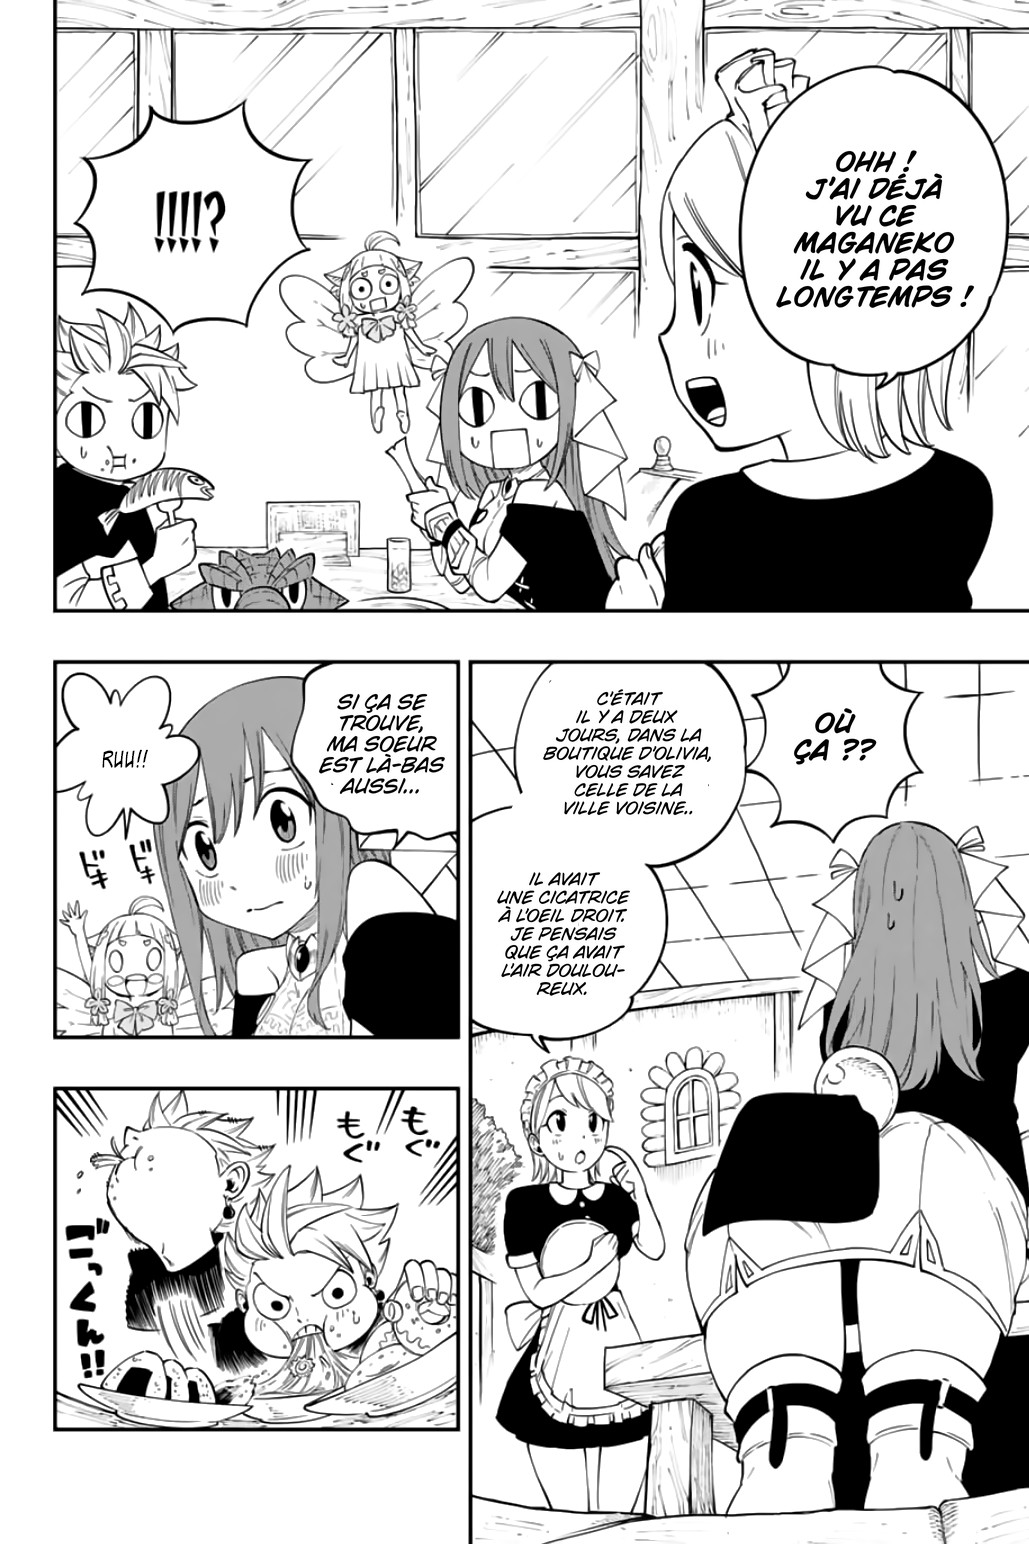 OHH !
J'AI DÉJÀ
VU CE
MAGANEKO
IL Y A PAS
LONGTEMPS !
!!!!?
OÙ
ÇA ??
C'ÉTAIT
IL Y A DEUX
JOURS, DANS LA
BOUTIQUE D'OLIVIA,
VOUS SAVEZ
CELLE DE LA
VILLE VOISINE..
IL AVAIT
UNE CICATRICE
À L'OEIL DROIT.
JE PENSAIS
QUE ÇA AVAIT
L'AIR DOULOU-
REUX.
SI ÇA SE
TROUVE,
MA SOEUR
EST LÀ-BAS
AUSSI...
RUU!!
ドキ
ドキ
もぐ
もぐ
ごっくん!!